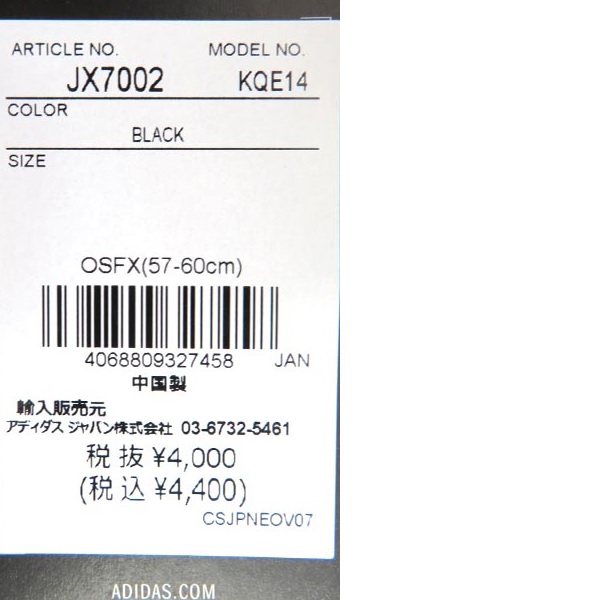 ARTICLE NO. MODEL NO.
JX7002 KQE14
COLOR
BLACK
SIZE
OSFX(57-60cm)
4068809327458 JAN
中国製
輸入販売元
アディダス ジャパン株式会社 03-6732-5461
税抜 ¥4,000
(税込 ¥4,400)
CSJPNEOV07
ADIDAS.COM